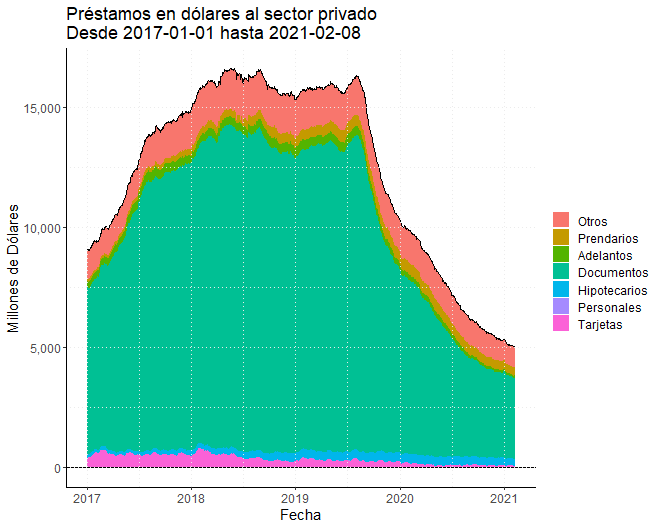 Préstamos en dólares al sector privado
Desde 2017-01-01 hasta 2021-02-08
Millones de Dólares
15,000
10,000
5,000
0
2017
2018
2019
2020
2021
Fecha
Otros
Prendarios
Adelantos
Documentos
Hipotecarios
Personales
Tarjetas